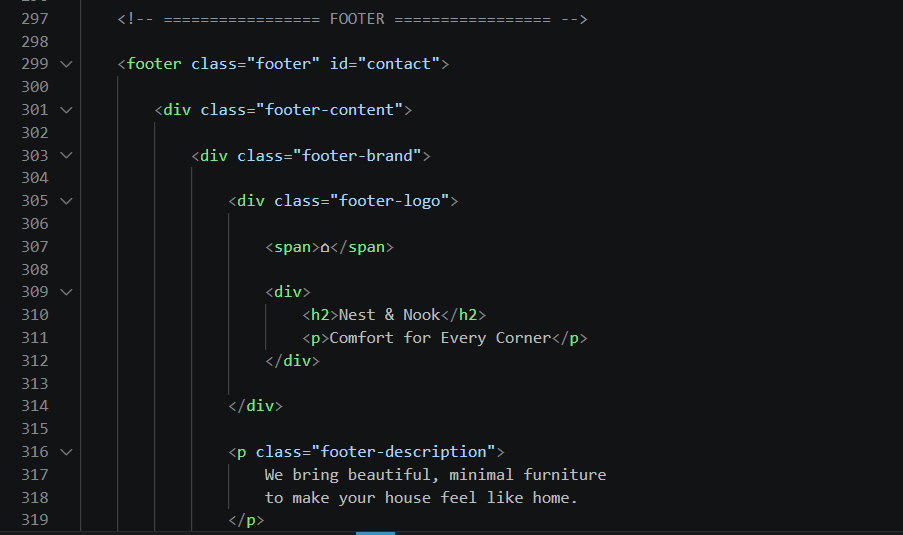 297 <!-- ================= FOOTER ================= -->
298
299 <footer class="footer" id="contact">
300
301 <div class="footer-content">
302
303 <div class="footer-brand">
304
305 <div class="footer-logo">
306
307 <span>⌂</span>
308
309 <div>
310 <h2>Nest & Nook</h2>
311 <p>Comfort for Every Corner</p>
312 </div>
313
314 </div>
315
316 <p class="footer-description">
317 We bring beautiful, minimal furniture
318 to make your house feel like home.
319 </p>